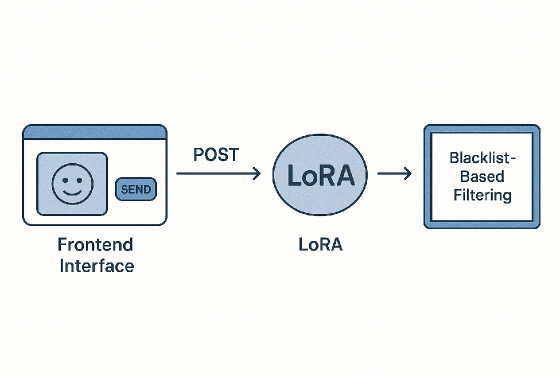 SEND
Frontend
Interface
POST
LoRA
LoRA
Blacklist-
Based
Filtering